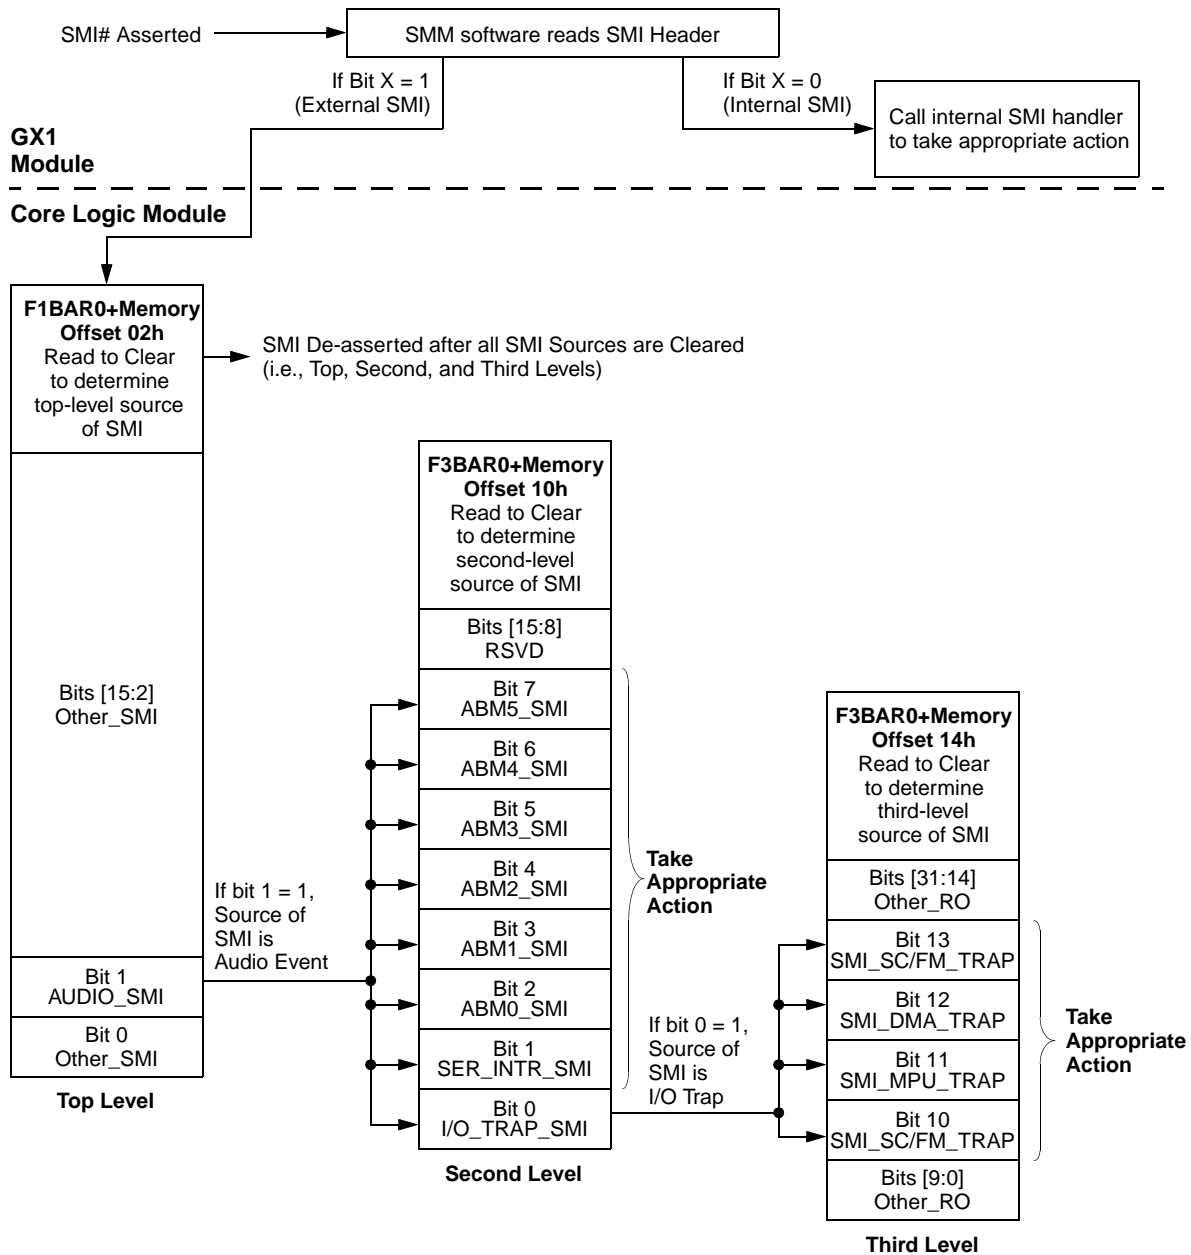 SMI# Asserted
SMM software reads SMI Header
If Bit X = 1
(External SMI)
If Bit X = 0
(Internal SMI)
Call internal SMI handler
to take appropriate action
GX1
Module
Core Logic Module
F1BAR0+Memory
Offset 02h
Read to Clear
to determine
top-level source
of SMI
SMI De-asserted after all SMI Sources are Cleared
(i.e., Top, Second, and Third Levels)
Bits [15:2]
Other_SMI
Bit 1
AUDIO_SMI
Bit 0
Other_SMI
Top Level
If bit 1 = 1,
Source of
SMI is
Audio Event
F3BAR0+Memory
Offset 10h
Read to Clear
to determine
second-level
source of SMI
Bits [15:8]
RSVD
Bit 7
ABM5_SMI
Bit 6
ABM4_SMI
Bit 5
ABM3_SMI
Bit 4
ABM2_SMI
Bit 3
ABM1_SMI
Bit 2
ABM0_SMI
Bit 1
SER_INTR_SMI
Bit 0
I/O_TRAP_SMI
Second Level
Take
Appropriate
Action
If bit 0 = 1,
Source of
SMI is
I/O Trap
F3BAR0+Memory
Offset 14h
Read to Clear
to determine
third-level
source of SMI
Bits [31:14]
Other_RO
Bit 13
SMI_SC/FM_TRAP
Bit 12
SMI_DMA_TRAP
Bit 11
SMI_MPU_TRAP
Bit 10
SMI_SC/FM_TRAP
Bits [9:0]
Other_RO
Third Level
Take
Appropriate
Action